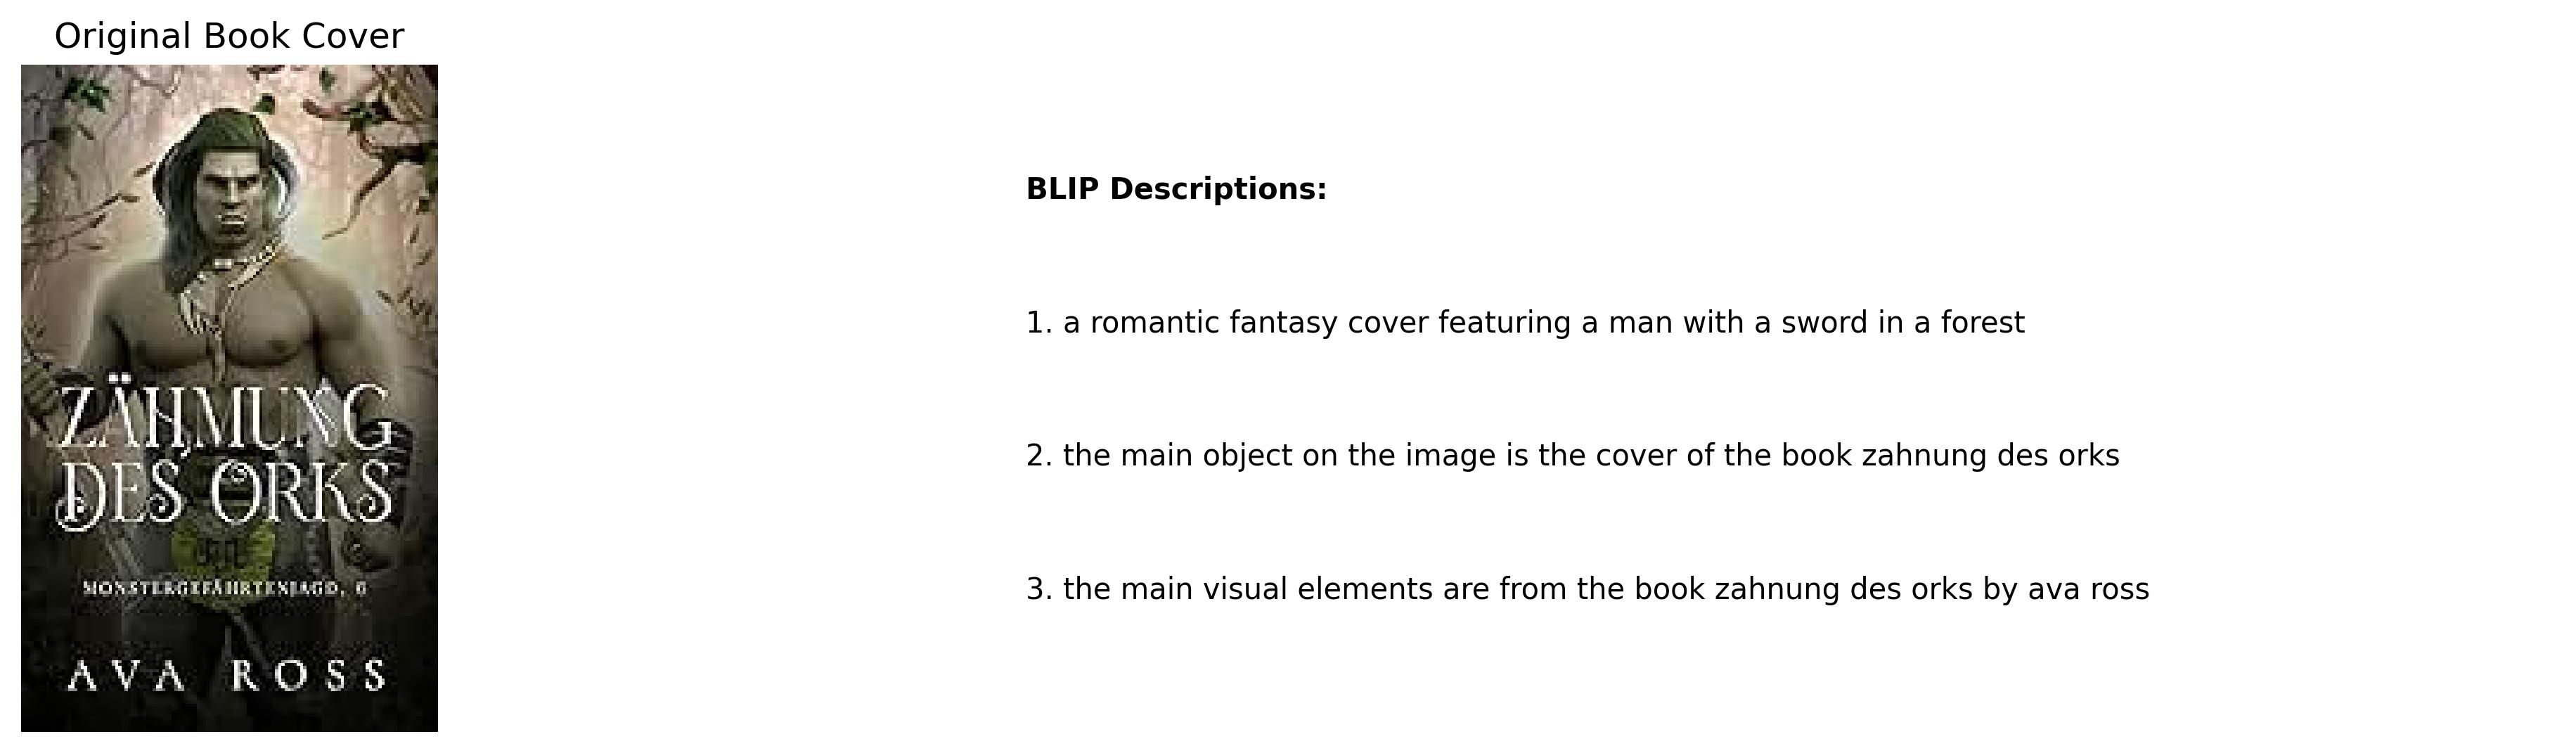 Original Book Cover
ZÄHMUNG
DES ORKS
MONSTERGEFÄHRTENJAGD, 6
AVA ROSS
BLIP Descriptions:
1. a romantic fantasy cover featuring a man with a sword in a forest
2. the main object on the image is the cover of the book zahnung des orks
3. the main visual elements are from the book zahnung des orks by ava ross